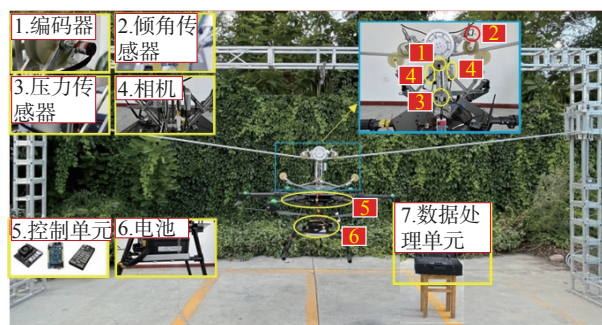 1.编码器
2.倾角传
感器
3.压力传
感器
4.相机
1
2
4
4
3
5
6
5.控制单元
6.电池
7.数据处
理单元